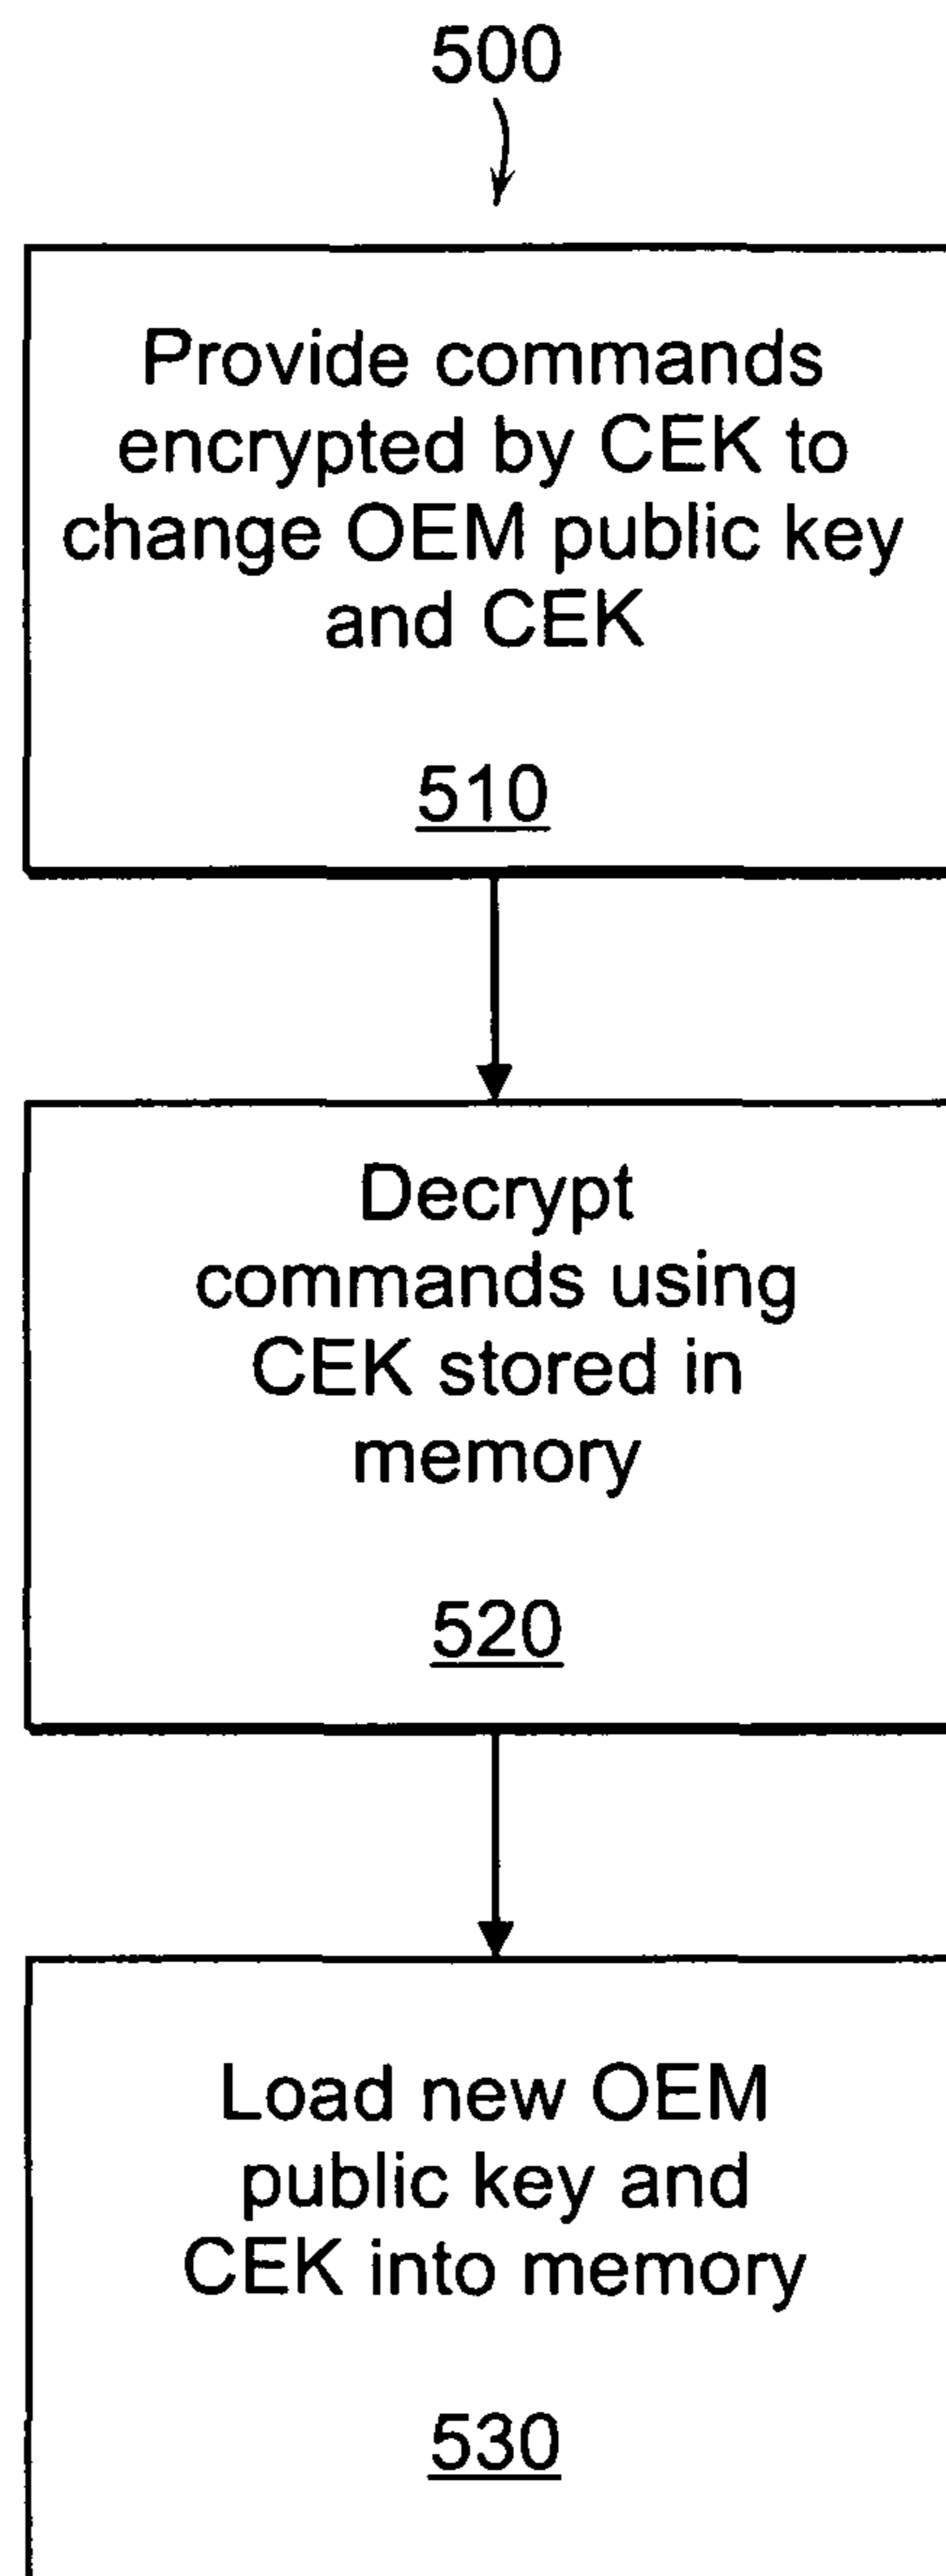 500
Provide commands
encrypted by CEK to
change OEM public key
and CEK
510
Decrypt
commands using
CEK stored in
memory
520
Load new OEM
public key and
CEK into memory
530